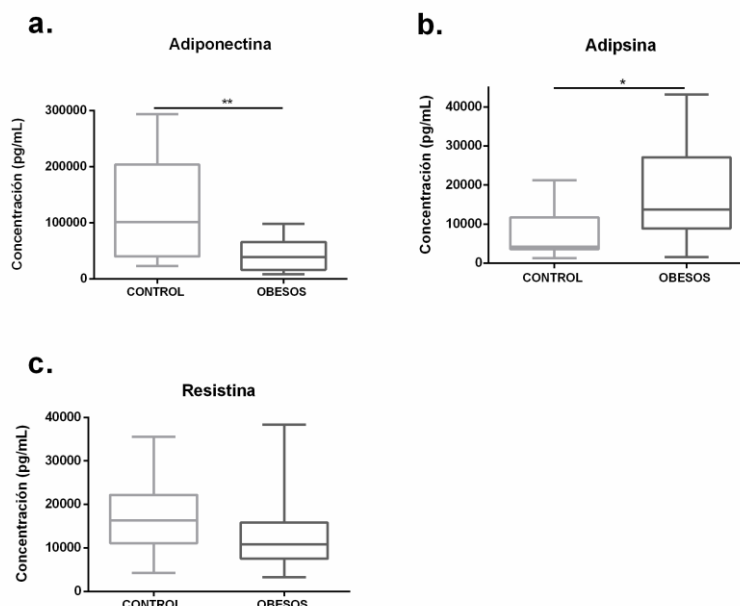 a.
Adiponectina
Concentración (pg/mL)
300000
200000
100000
0
**
CONTROL OBESOS
b.
Adipsina
Concentración (pg/mL)
40000
30000
20000
10000
0
*
CONTROL OBESOS
c.
Resistina
Concentración (pg/mL)
40000
30000
20000
10000
0
CONTROL OBESOS